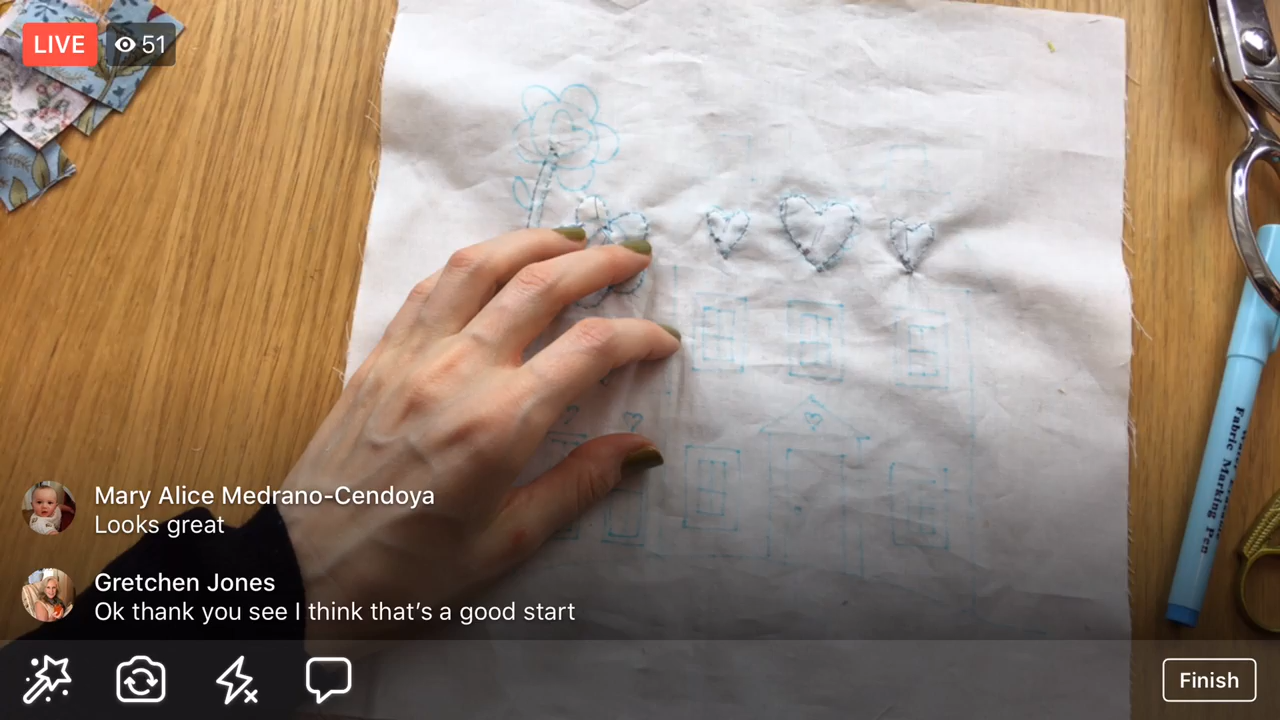 LIVE
51
Mary Alice Medrano-Cendoya
Looks great
Gretchen Jones
Ok thank you see I think that's a good start
Finish
Fabric Marking Pen